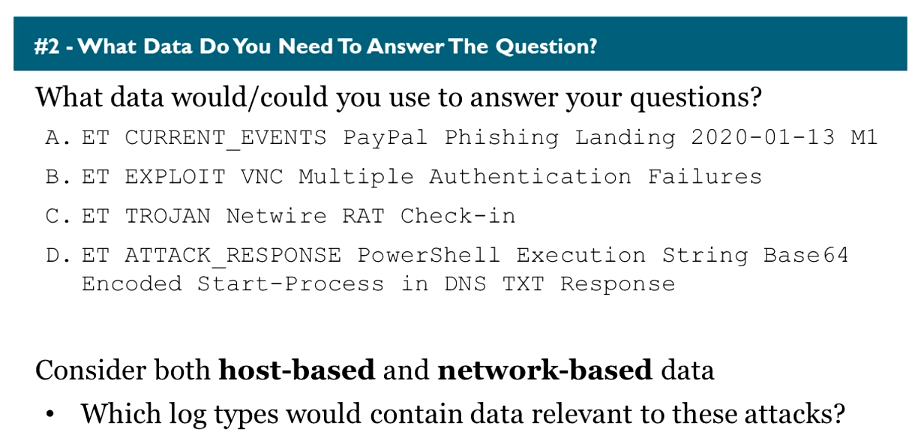 #2 - What Data Do You Need To Answer The Question?
What data would/could you use to answer your questions?
A. ET CURRENT_EVENTS PayPal Phishing Landing 2020-01-13 M1
B. ET EXPLOIT VNC Multiple Authentication Failures
C. ET TROJAN Netwire RAT Check-in
D. ET ATTACK_RESPONSE PowerShell Execution String Base64
Encoded Start-Process in DNS TXT Response
Consider both host-based and network-based data
• Which log types would contain data relevant to these attacks?